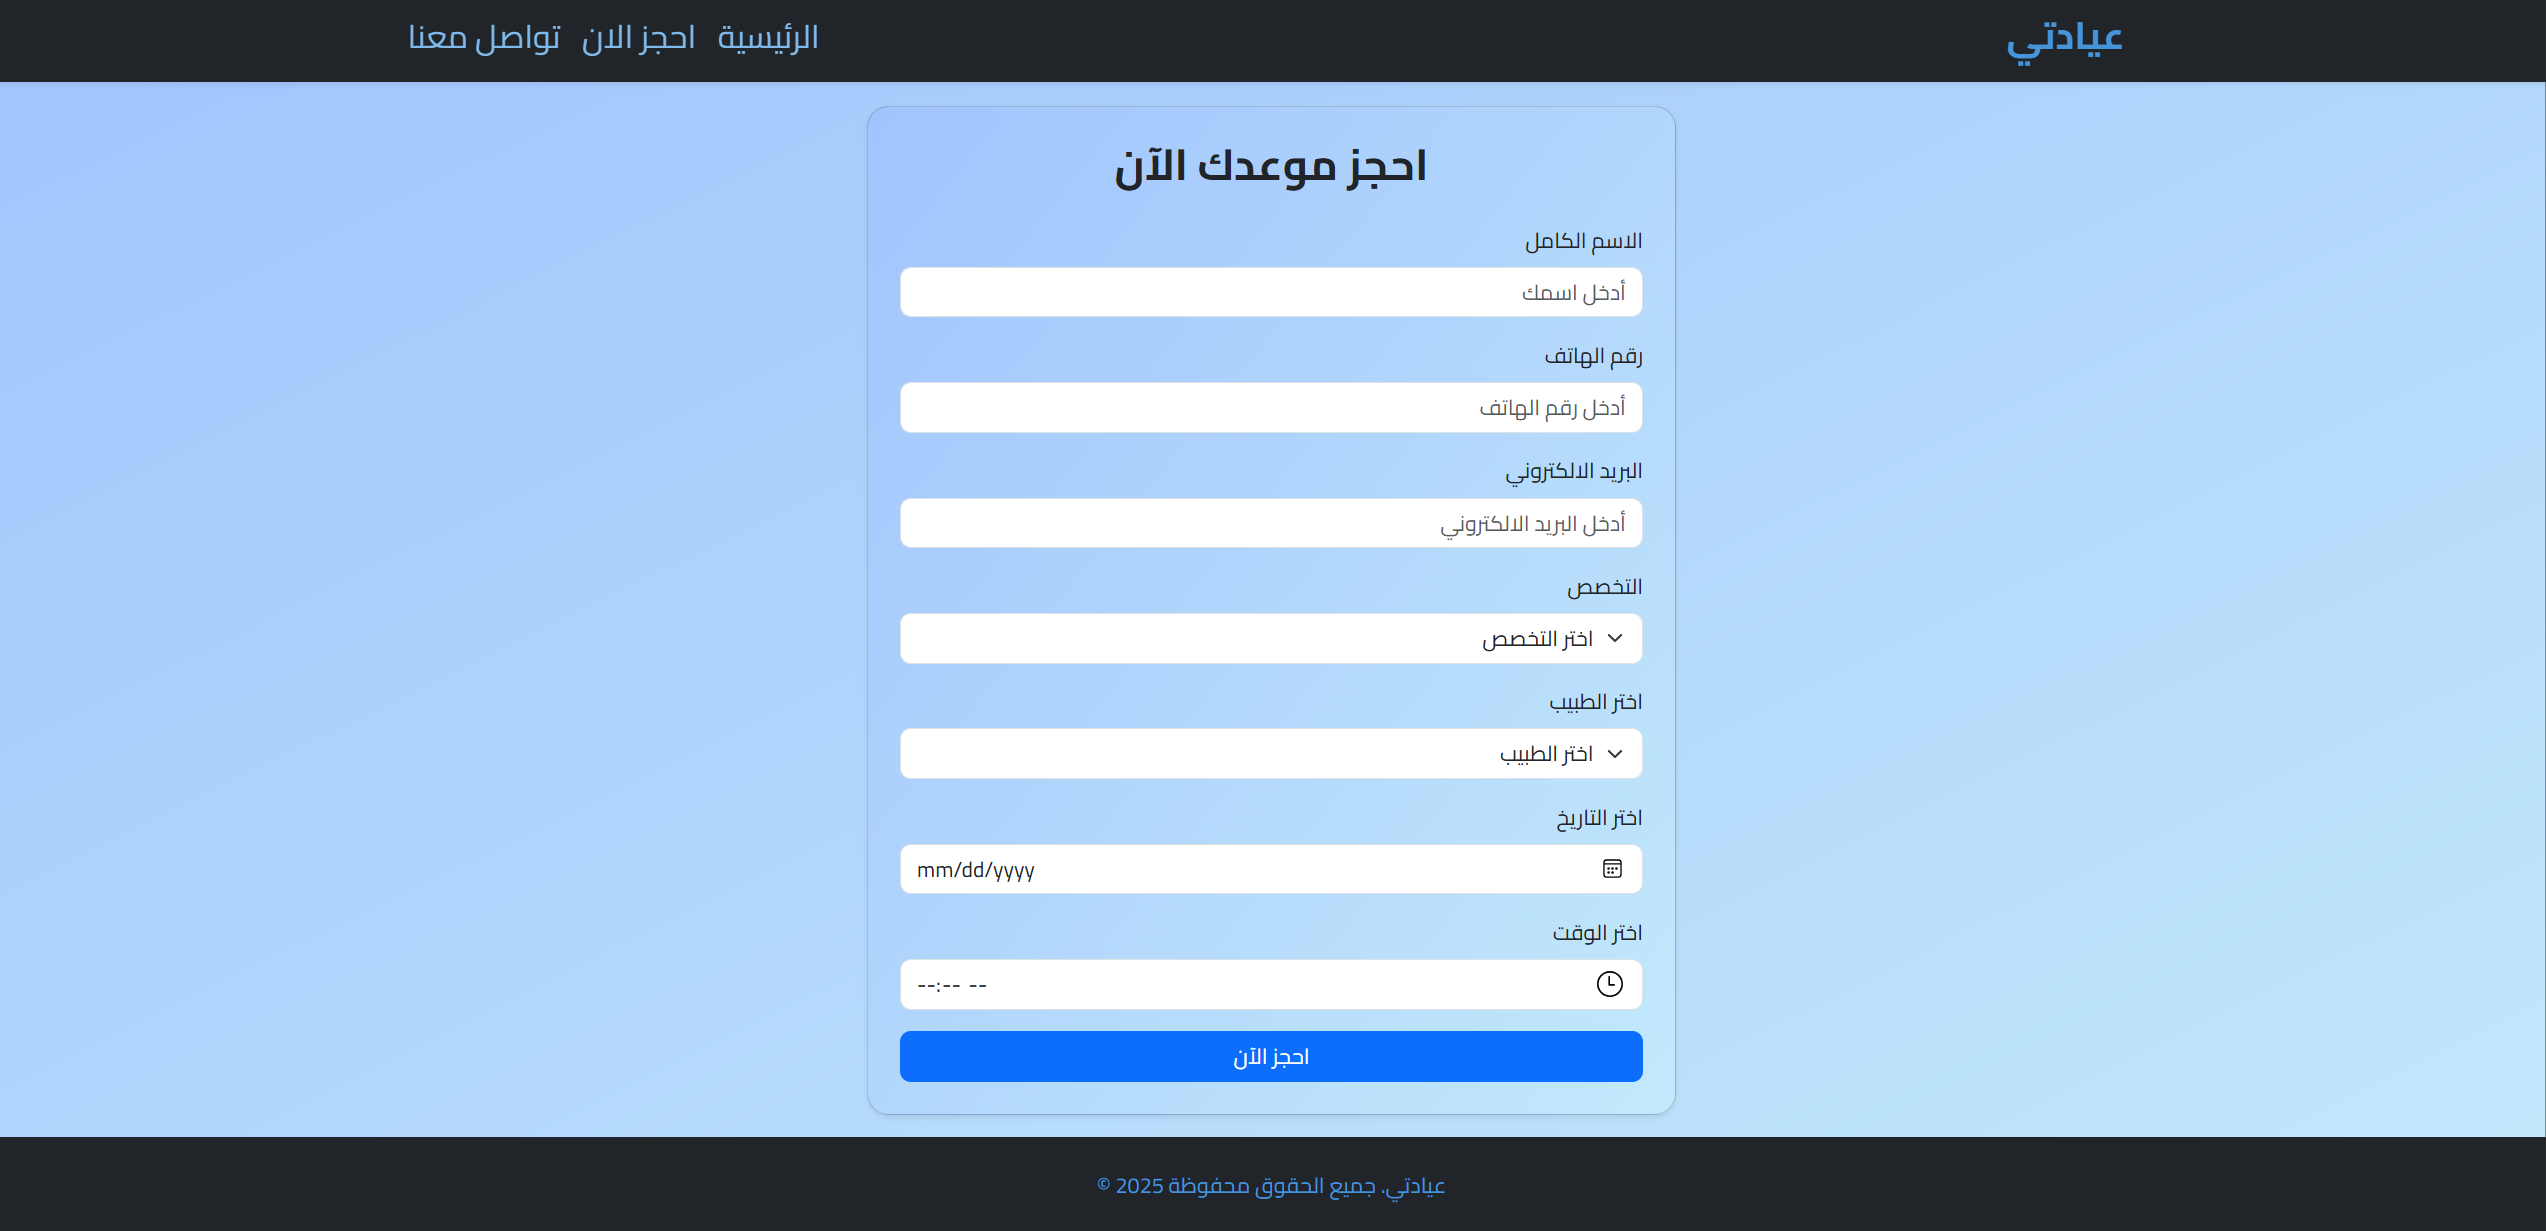 عيادتي
الرئيسية احجز الان تواصل معنا
احجز موعدك الآن
الاسم الكامل
أدخل اسمك
رقم الهاتف
أدخل رقم الهاتف
البريد الالكتروني
أدخل البريد الالكتروني
التخصص
اختر التخصص
اختر الطبيب
اختر الطبيب
اختر التاريخ
mm/dd/yyyy
اختر الوقت
--:-- --
احجز الآن
عيادتي. جميع الحقوق محفوظة 2025 ©